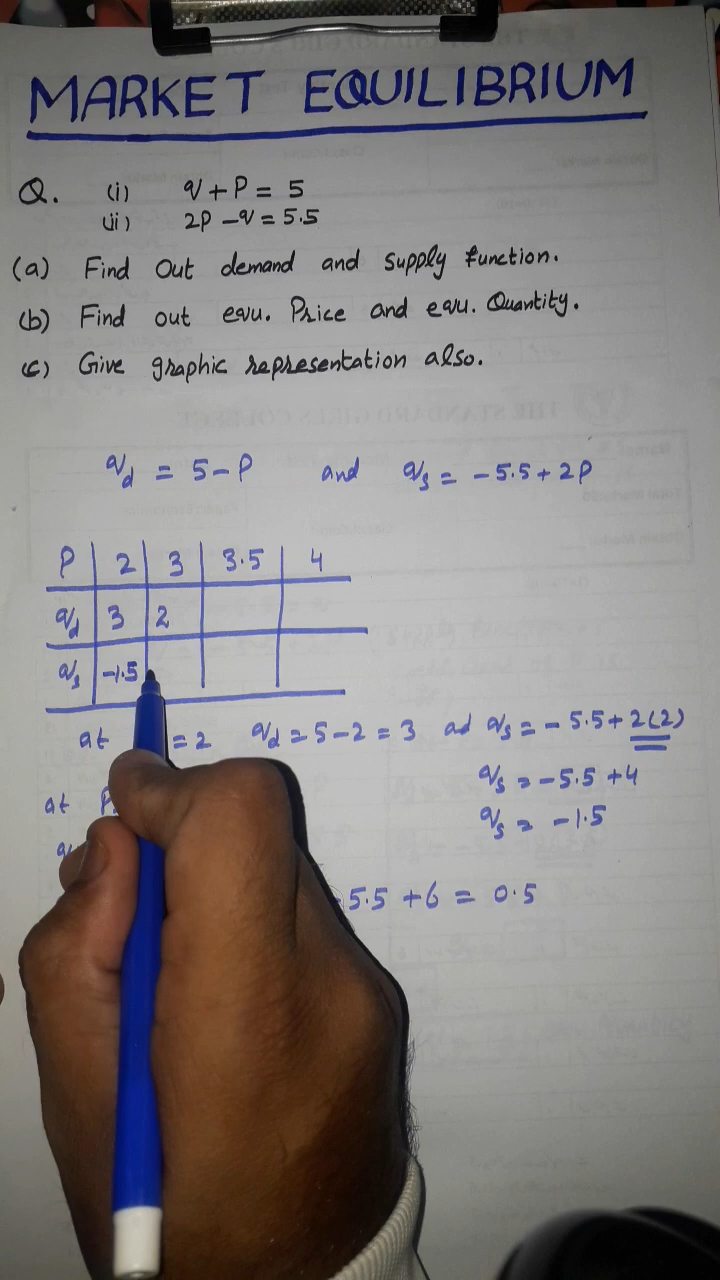 MARKET EQUILIBRIUM
Q. (i) q + P = 5
(ii) 2P - q = 5.5
(a) Find Out demand and supply function.
(b) Find out equ. Price and equ. Quantity.
(c) Give graphic representation also.
qd = 5 - P and qs = - 5.5 + 2P
P 2 3 3.5 4
qd 3 2
qs -1.5
at = 2 qd = 5 - 2 = 3 ad qs = - 5.5 + 2(2)
qs = - 5.5 + 4
at P
qs = - 1.5
5.5 + 6 = 0.5